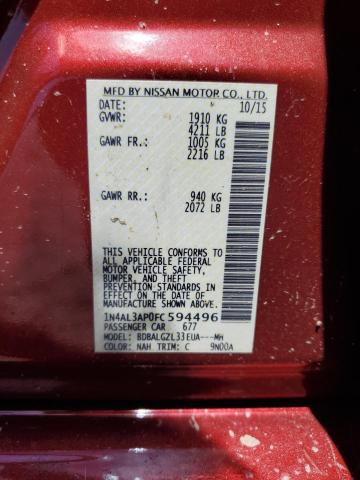 MFD BY NISSAN MOTOR CO., LTD.
DATE: 10/15
GVWR: 1910 KG
4211 LB
GAWR FR.: 1005 KG
2216 LB
GAWR RR.: 940 KG
2072 LB
THIS VEHICLE CONFORMS TO
ALL APPLICABLE FEDERAL
MOTOR VEHICLE SAFETY,
BUMPER, AND THEFT
PREVENTION STANDARDS IN
EFFECT ON THE DATE OF
MANUFACTURE SHOWN ABOVE.
1N4AL3AP0FC594496
PASSENGER CAR 677
MODEL: BDBALGZL33EUA---MH
COLOR: NAH TRIM: C 9N00A